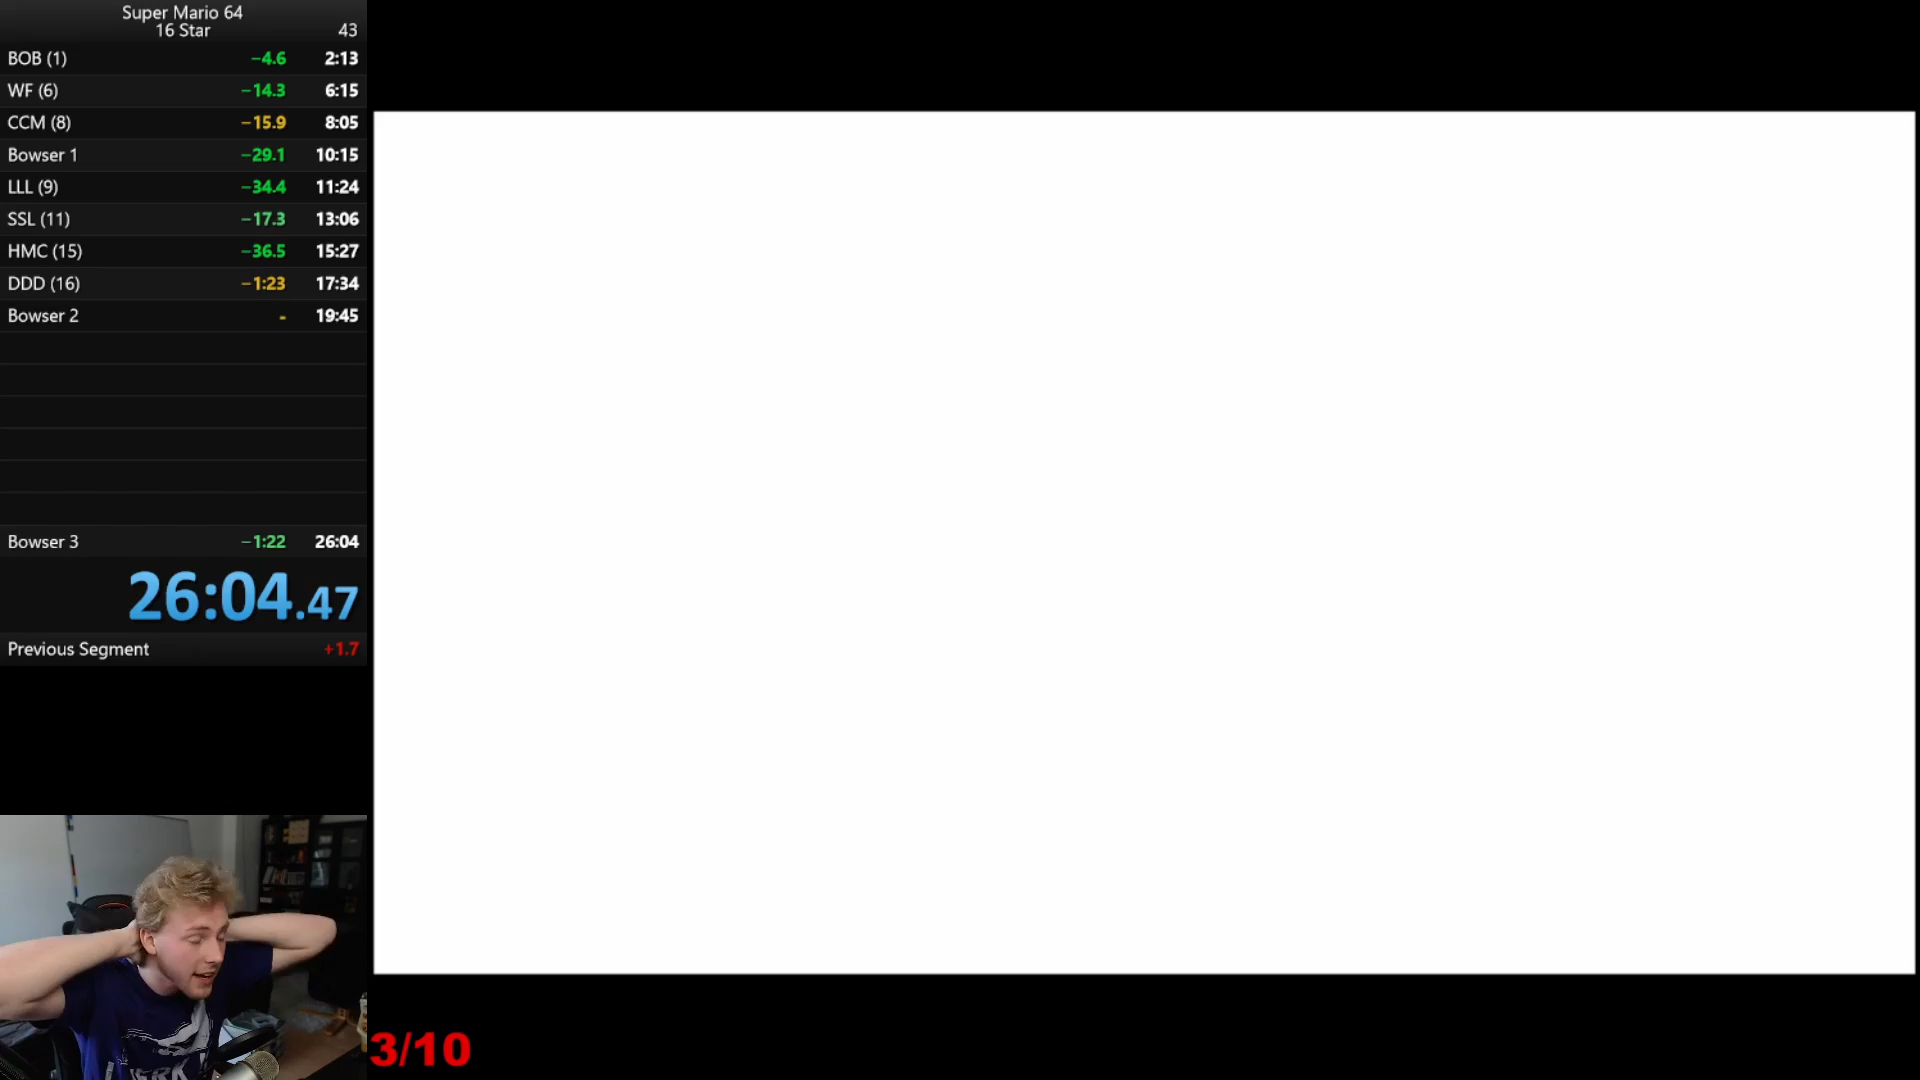 Super Mario 64
16 Star 43
BOB (1) −4.6 2:13
WF (6) −14.3 6:15
CCM (8) −15.9 8:05
Bowser 1 −29.1 10:15
LLL (9) −34.4 11:24
SSL (11) −17.3 13:06
HMC (15) −36.5 15:27
DDD (16) −1:23 17:34
Bowser 2 - 19:45
Bowser 3 −1:22 26:04
26:04.47
Previous Segment +1.7
3/10